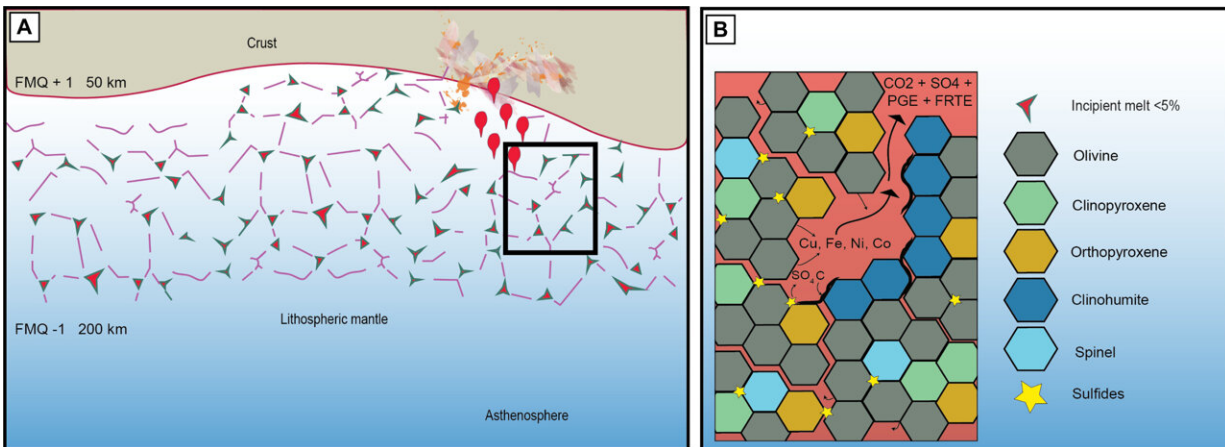 A
Crust
FMQ + 1 50 km
FMQ -1 200 km
Lithospheric mantle
Asthenosphere
B
CO2 + SO4 +
PGE + FRTE
Cu, Fe, Ni, Co
SO C
Incipient melt <5%
Olivine
Clinopyroxene
Orthopyroxene
Clinohumite
Spinel
Sulfides